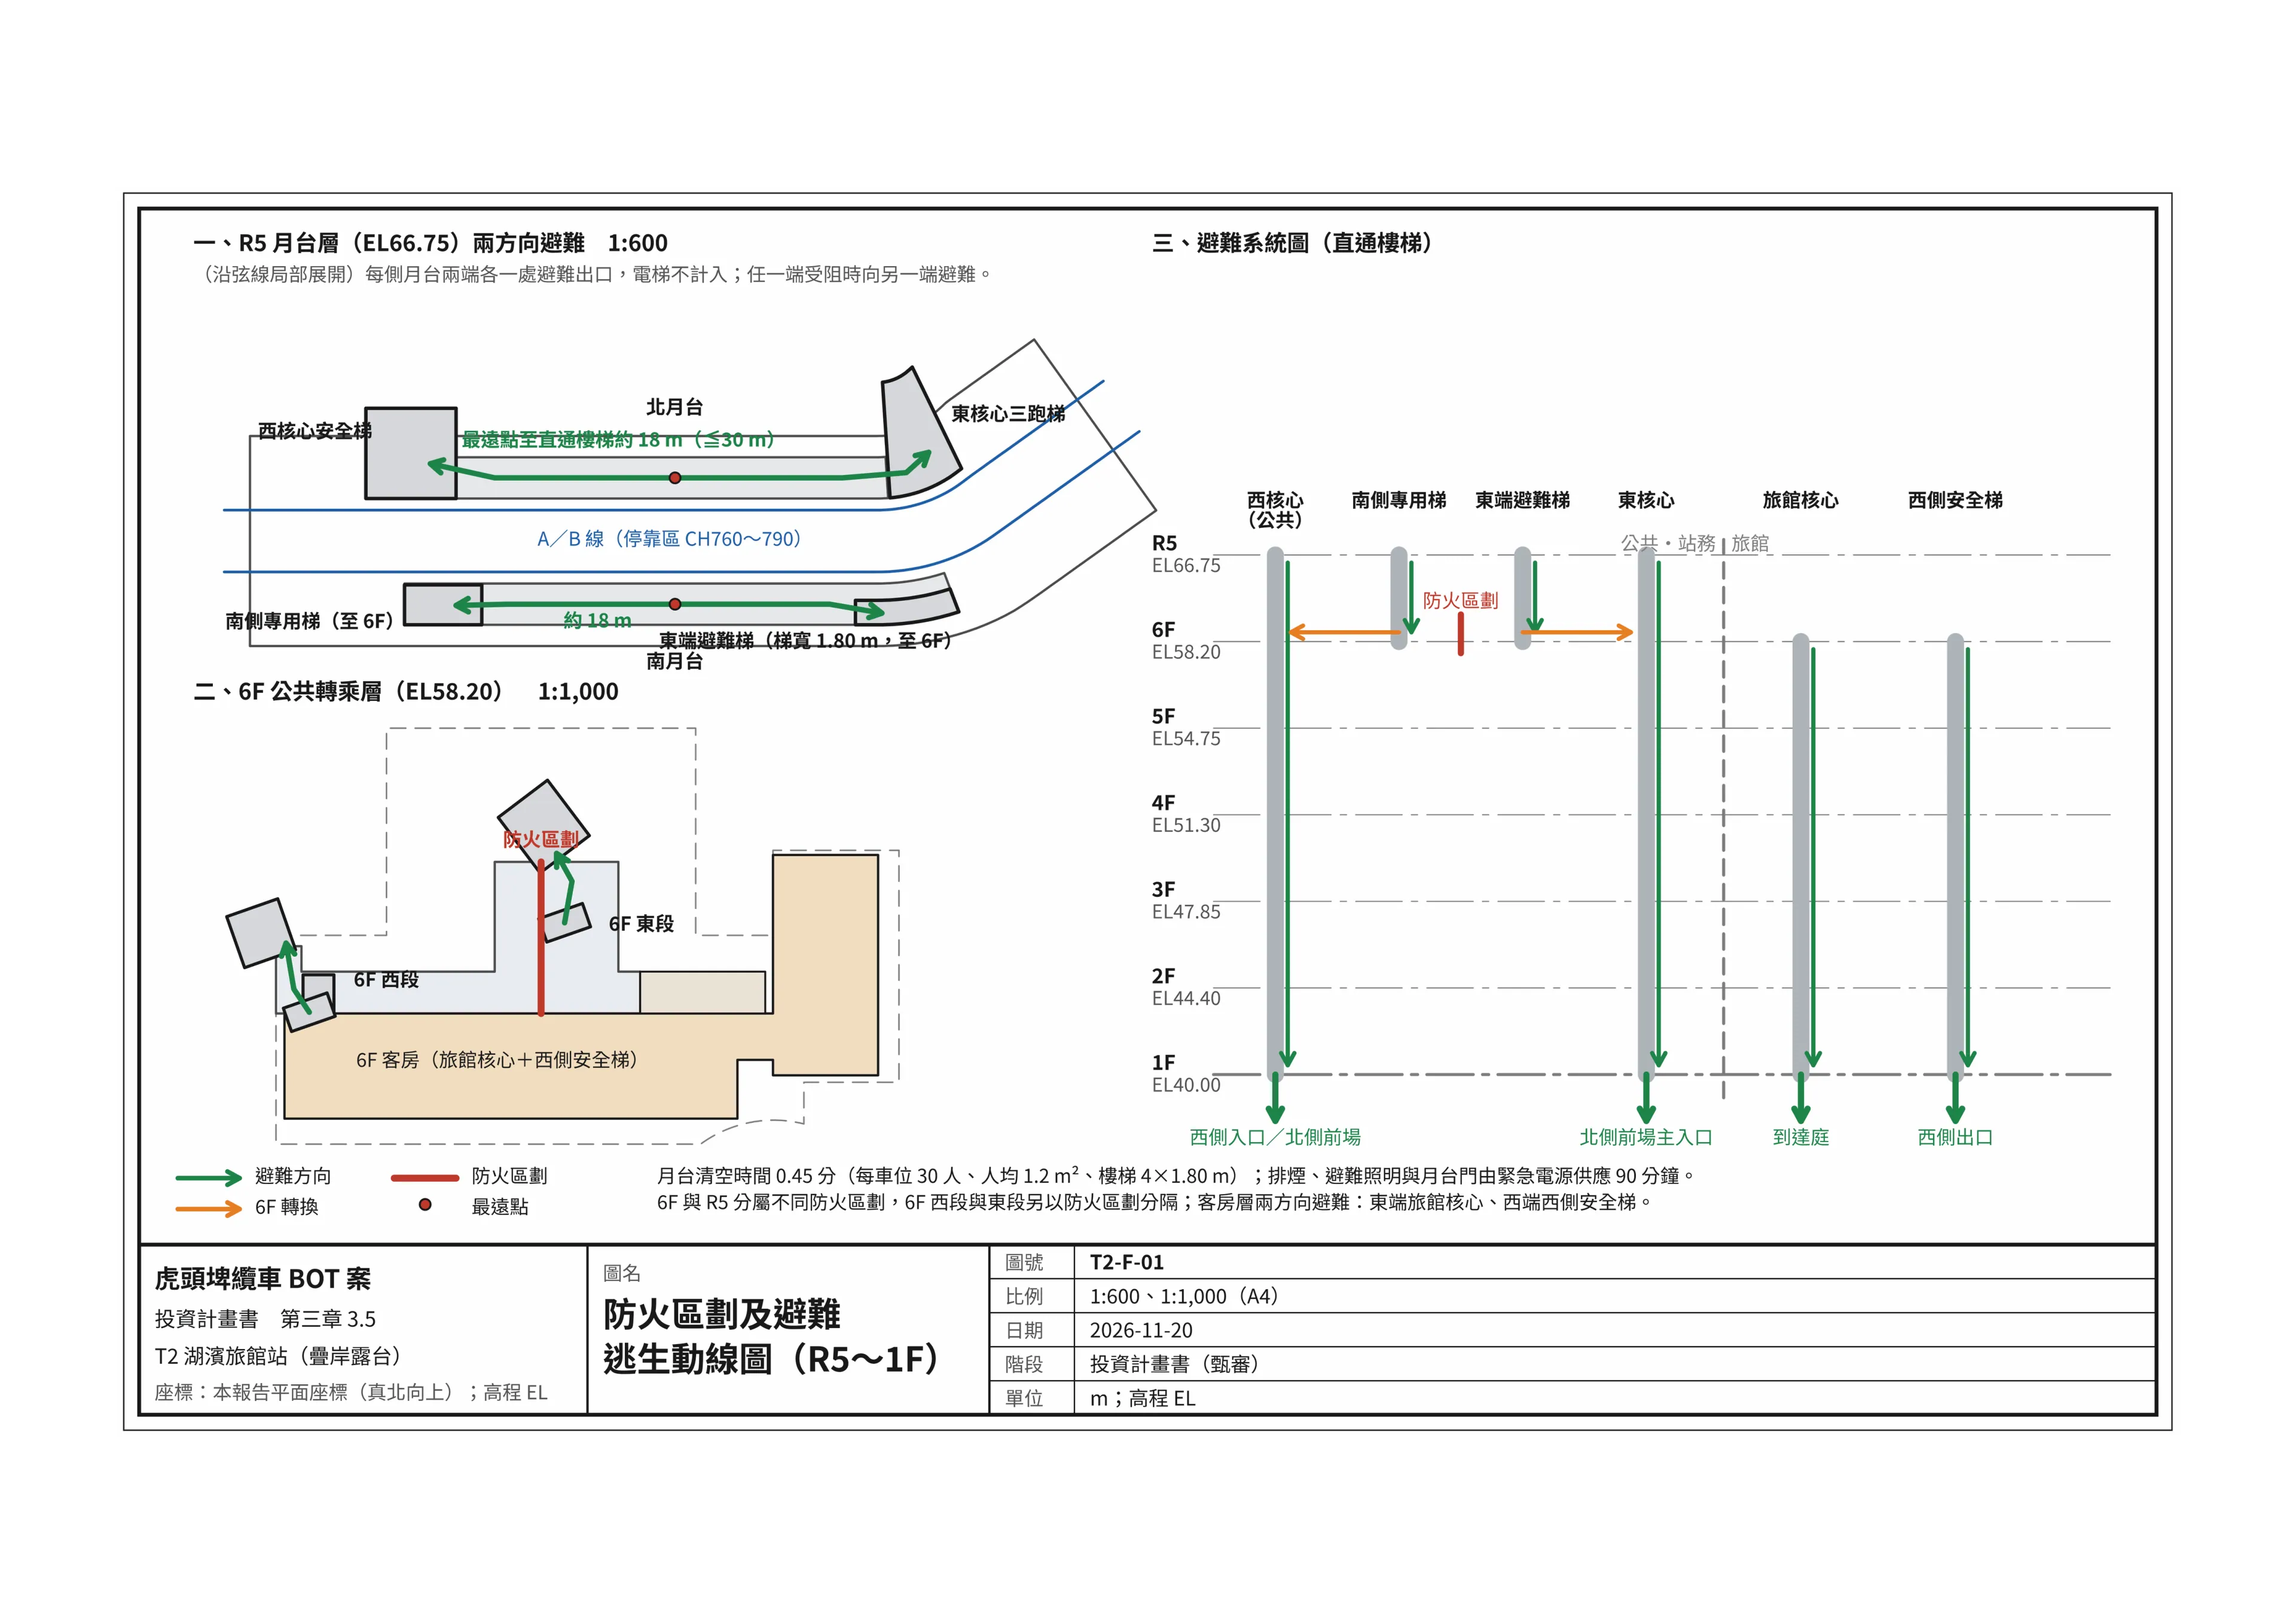 一、R5 月台層（EL66.75）兩方向避難　1:600
（沿弦線局部展開）每側月台兩端各一處避難出口，電梯不計入；任一端受阻時向另一端避難。
北月台
西核心安全梯
東核心三跑梯
最遠點至直通樓梯約 18 m（≦30 m）
A／B 線（停靠區 CH760～790）
南側專用梯（至 6F）
約 18 m
東端避難梯（梯寬 1.80 m，至 6F）
南月台
二、6F 公共轉乘層（EL58.20）　1:1,000
防火區劃
6F 東段
6F 西段
6F 客房（旅館核心＋西側安全梯）
三、避難系統圖（直通樓梯）
西核心
（公共）
南側專用梯
東端避難梯
東核心
旅館核心
西側安全梯
公共・站務
旅館
R5
EL66.75
防火區劃
6F
EL58.20
5F
EL54.75
4F
EL51.30
3F
EL47.85
2F
EL44.40
1F
EL40.00
西側入口／北側前場
北側前場主入口
到達庭
西側出口
避難方向
防火區劃
6F 轉換
最遠點
月台清空時間 0.45 分（每車位 30 人、人均 1.2 m²、樓梯 4×1.80 m）；排煙、避難照明與月台門由緊急電源供應 90 分鐘。
6F 與 R5 分屬不同防火區劃，6F 西段與東段另以防火區劃分隔；客房層兩方向避難：東端旅館核心、西端西側安全梯。
虎頭埤纜車 BOT 案
投資計畫書　第三章 3.5
T2 湖濱旅館站（疊岸露台）
座標：本報告平面座標（真北向上）；高程 EL
圖名
防火區劃及避難
逃生動線圖（R5～1F）
圖號
T2-F-01
比例
1:600、1:1,000（A4）
日期
2026-11-20
階段
投資計畫書（甄審）
單位
m；高程 EL